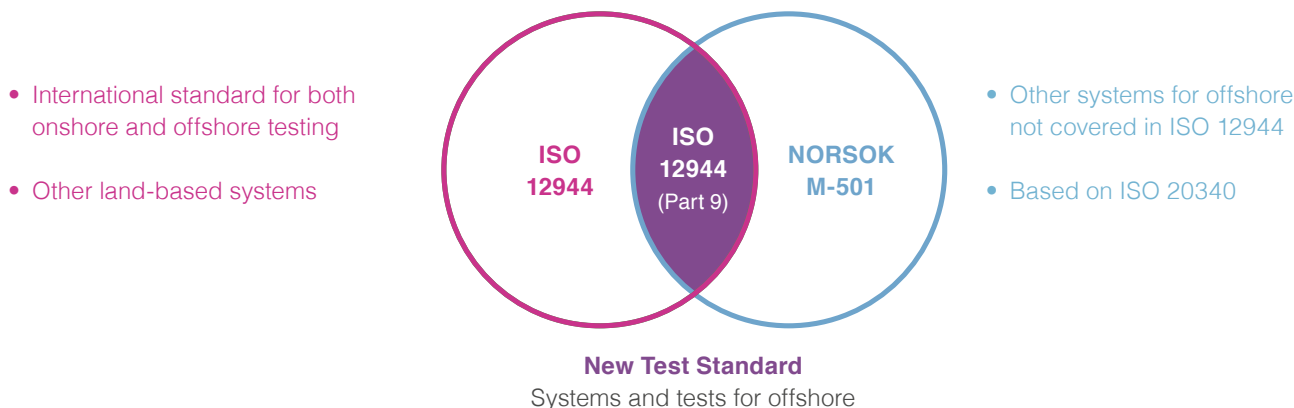 • International standard for both
onshore and offshore testing
• Other land-based systems
ISO
12944
ISO
12944
(Part 9)
NORSOK
M-501
• Other systems for offshore
not covered in ISO 12944
• Based on ISO 20340
New Test Standard
Systems and tests for offshore